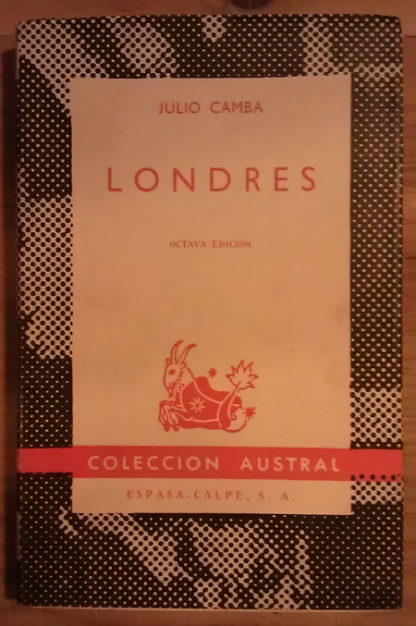 JULIO CAMBA
LONDRES
OCTAVA EDICIÓN
COLECCION AUSTRAL
ESPASA-CALPE, S. A.